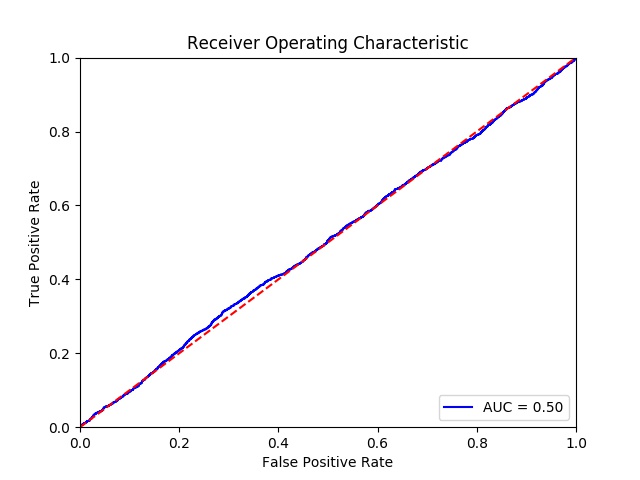 Receiver Operating Characteristic
1.0
0.8
0.6
0.4
0.2
0.0
True Positive Rate
AUC = 0.50
0.0 0.2 0.4 0.6 0.8 1.0
False Positive Rate